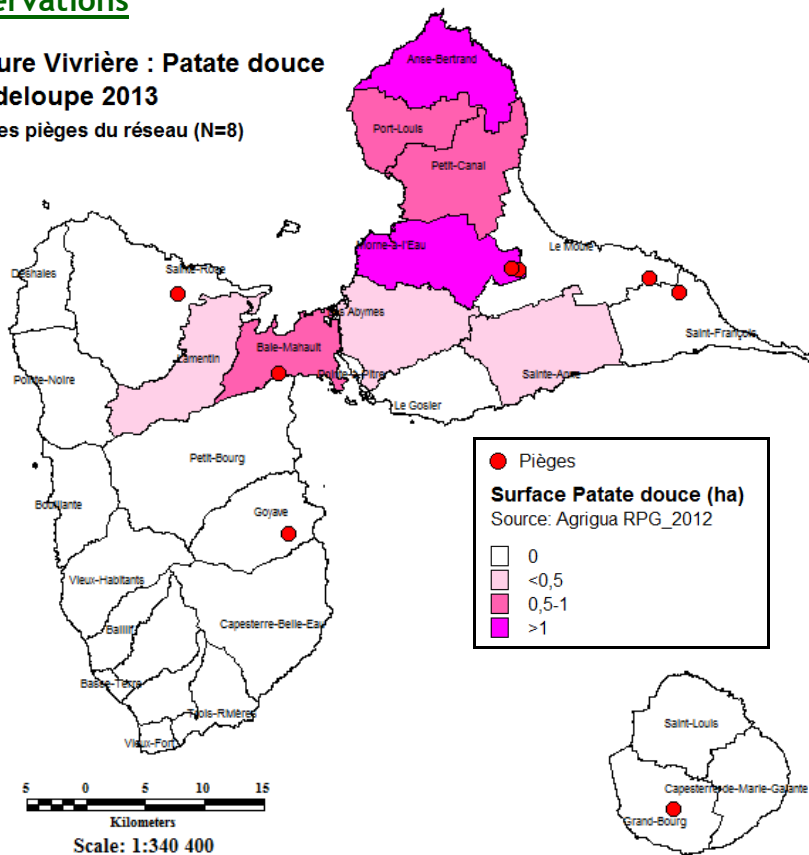 ervations
ure Vivrière : Patate douce
deloupe 2013
es pièges du réseau (N=8)
Anse-Bertrand
Port-Louis
Petit-Canal
Morne-à-l'Eau
Le Moule
Deshaies
Sainte-Rose
Les Abymes
Saint-François
Lamentin
Baie-Mahault
Pointe-Noire
Pointe-à-Pitre
Sainte-Anne
Le Gosier
Petit-Bourg
Bouillante
Goyave
Vieux-Habitants
Baillif
Capesterre-Belle-Eau
Basse-Terre
Trois-Rivières
Vieux-Fort
Pièges
Surface Patate douce (ha)
Source: Agrigua RPG_2012
0
<0,5
0,5-1
>1
Saint-Louis
Capesterre-de-Marie-Galante
Grand-Bourg
5 0 5 10 15
Kilometers
Scale: 1:340 400